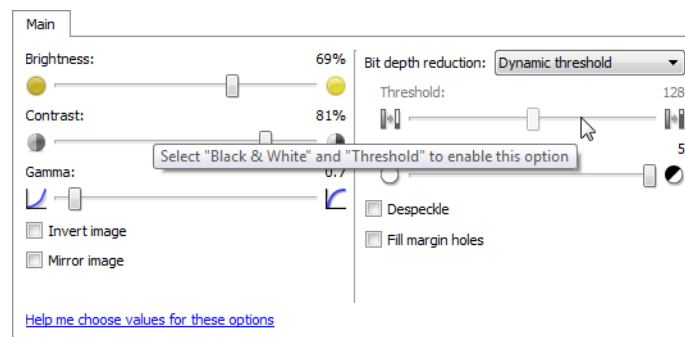 Main
Brightness: 69%
Contrast: 81%
Select "Black & White" and "Threshold" to enable this option
Gamma: 0.7
Invert image
Mirror image
Help me choose values for these options
Bit depth reduction: Dynamic threshold
Threshold: 128
5
Despeckle
Fill margin holes